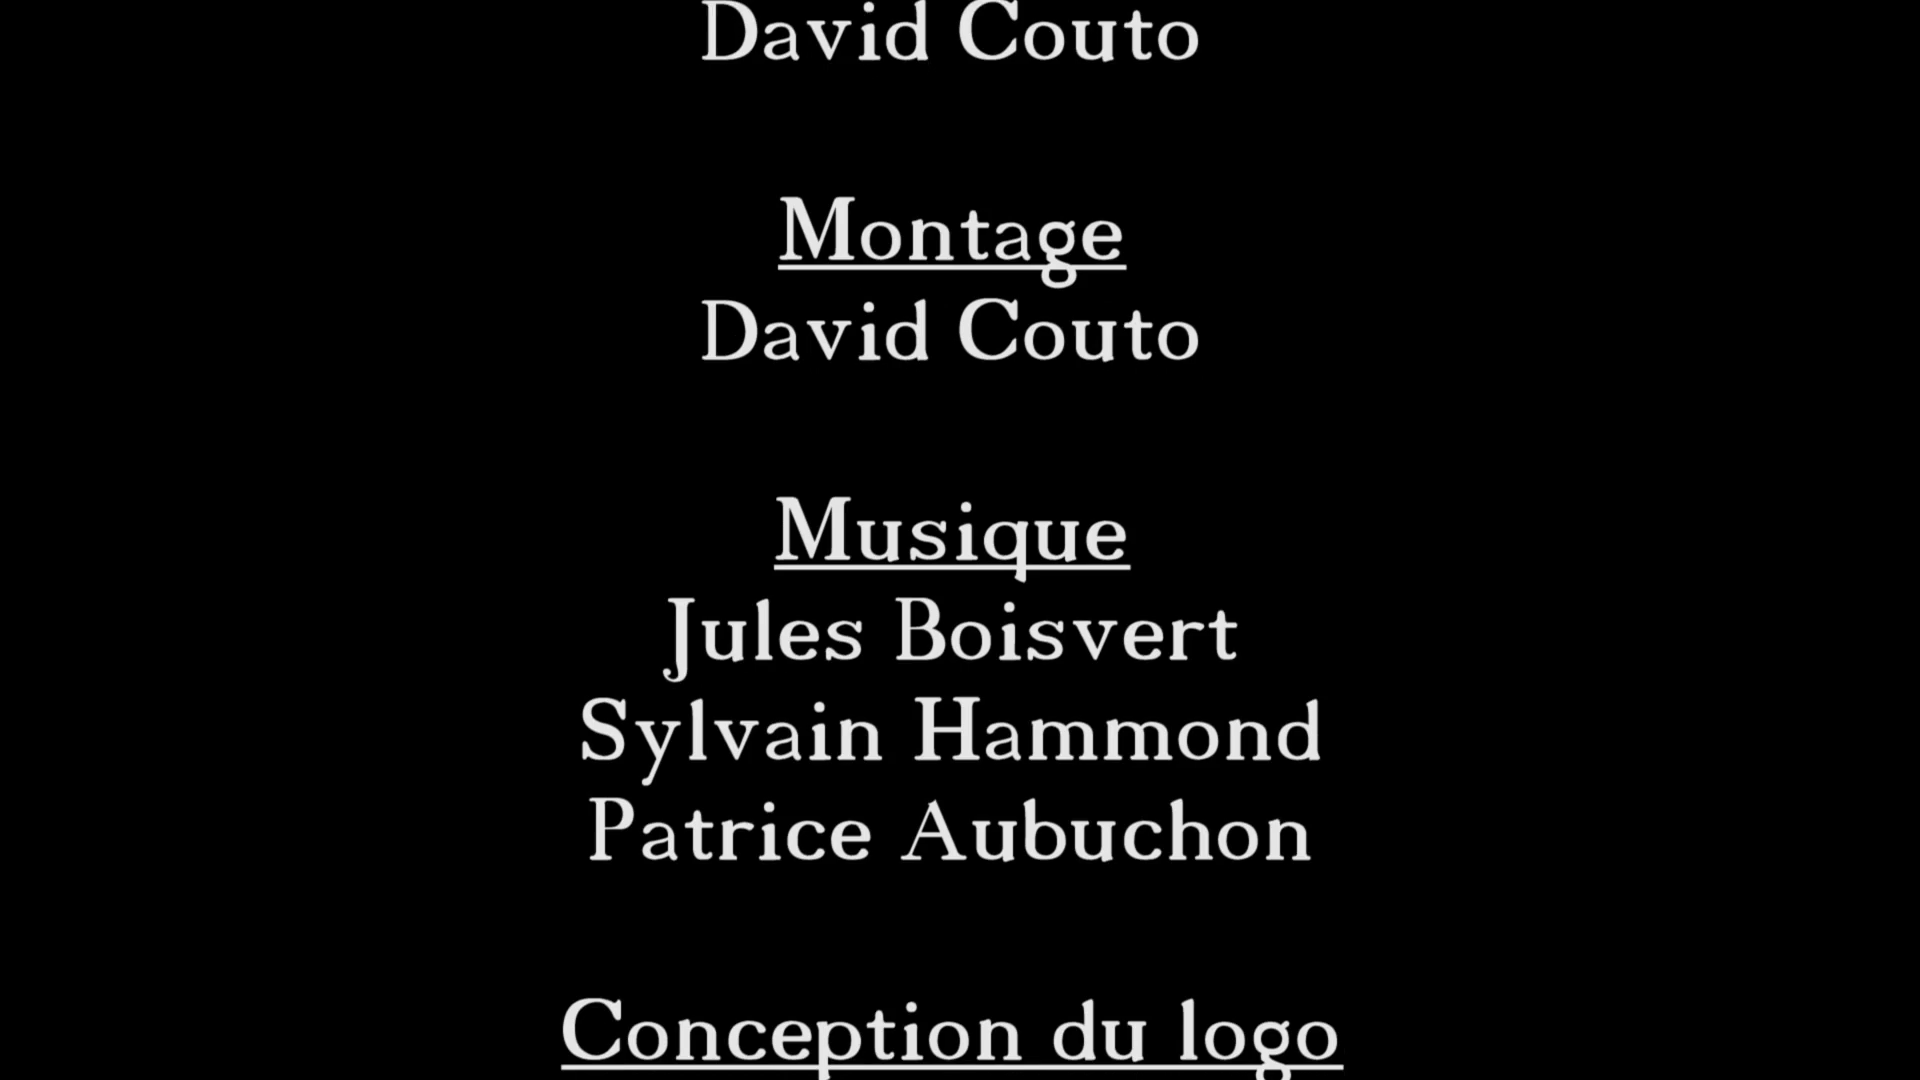 David Couto
Montage
David Couto
Musique
Jules Boisvert
Sylvain Hammond
Patrice Aubuchon
Conception du logo